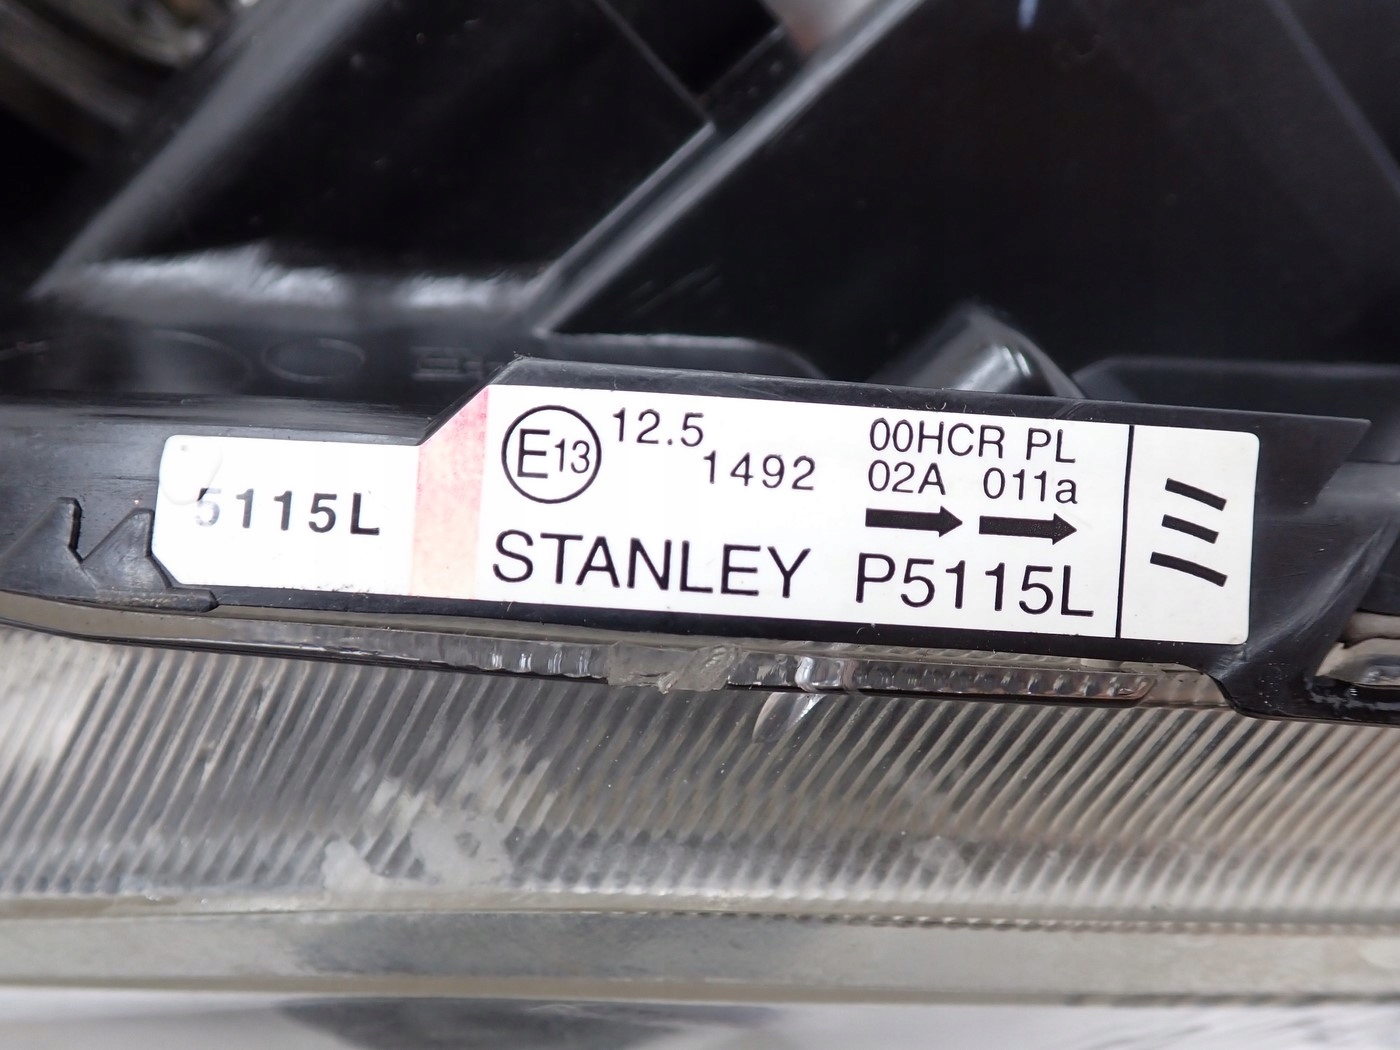 5115L
E13 12.5
1492
00HCR PL
02A 011a
STANLEY P5115L